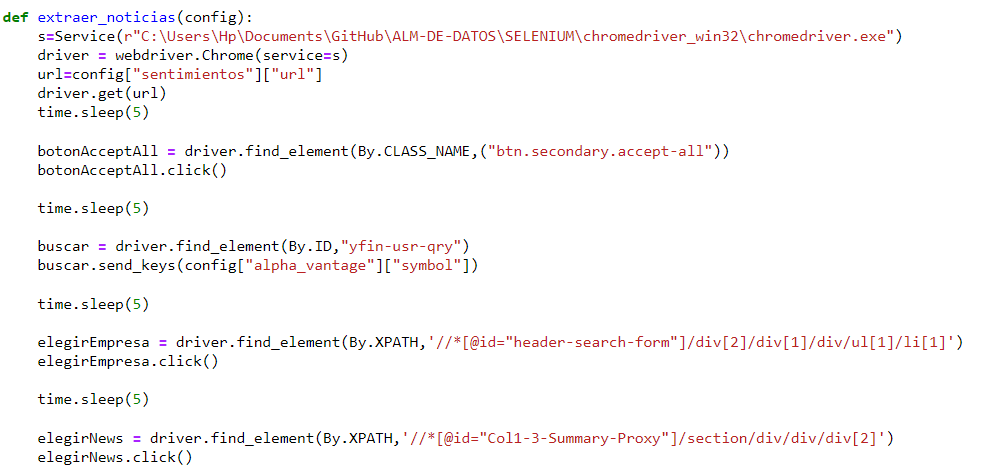 def extraer_noticias(config):
    s=Service(r"C:\Users\Hp\Documents\GitHub\ALM-DE-DATOS\SELENIUM\chromedriver_win32\chromedriver.exe")
    driver = webdriver.Chrome(service=s)
    url=config["sentimientos"]["url"]
    driver.get(url)
    time.sleep(5)

    botonAcceptAll = driver.find_element(By.CLASS_NAME,("btn.secondary.accept-all"))
    botonAcceptAll.click()

    time.sleep(5)

    buscar = driver.find_element(By.ID,"yfin-usr-qry")
    buscar.send_keys(config["alpha_vantage"]["symbol"])

    time.sleep(5)

    elegirEmpresa = driver.find_element(By.XPATH,'//*[@id="header-search-form"]/div[2]/div[1]/div/ul[1]/li[1]')
    elegirEmpresa.click()

    time.sleep(5)

    elegirNews = driver.find_element(By.XPATH,'//*[@id="Col1-3-Summary-Proxy"]/section/div/div/div[2]')
    elegirNews.click()